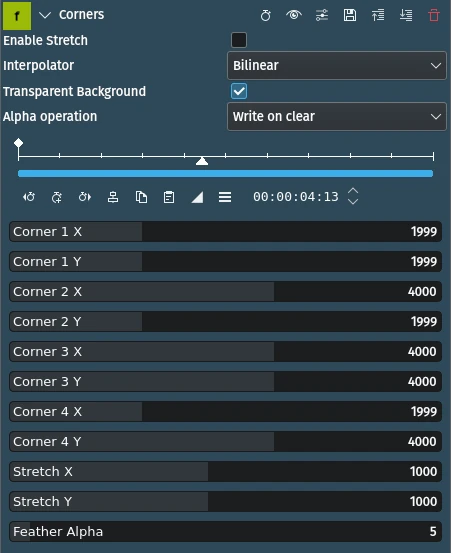 f Corners
Enable Stretch
Interpolator Bilinear
Transparent Background
Alpha operation Write on clear
00:00:04:13
Corner 1 X 1999
Corner 1 Y 1999
Corner 2 X 4000
Corner 2 Y 1999
Corner 3 X 4000
Corner 3 Y 4000
Corner 4 X 1999
Corner 4 Y 4000
Stretch X 1000
Stretch Y 1000
Feather Alpha 5